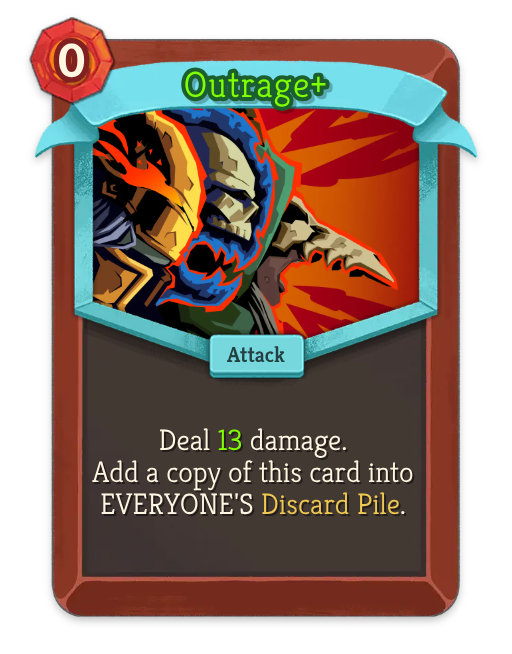 0
Outrage+
Attack
Deal 13 damage.
Add a copy of this card into
EVERYONE'S Discard Pile.